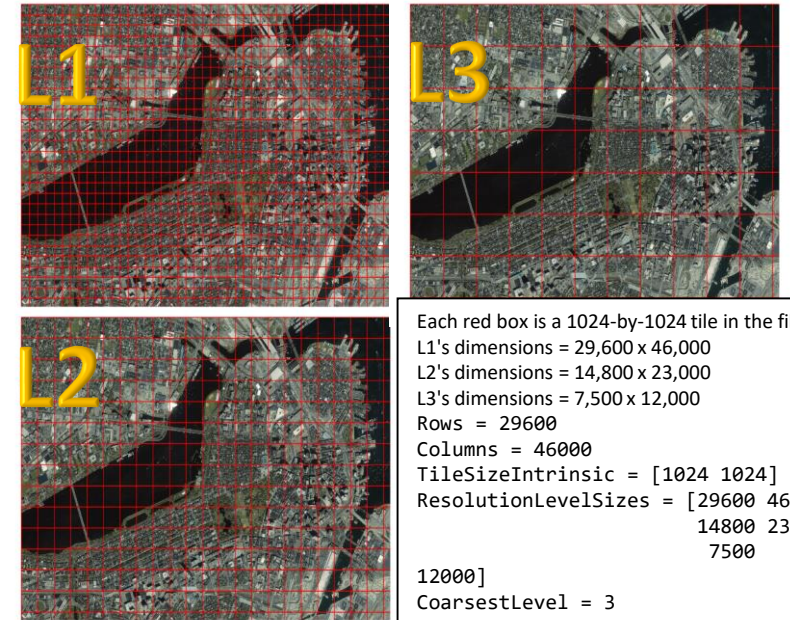 L1
L3
L2
Each red box is a 1024-by-1024 tile in the fi
L1's dimensions = 29,600 x 46,000
L2's dimensions = 14,800 x 23,000
L3's dimensions = 7,500 x 12,000
Rows = 29600
Columns = 46000
TileSizeIntrinsic = [1024 1024]
ResolutionLevelSizes = [29600 46
14800 23
7500
12000]
CoarsestLevel = 3